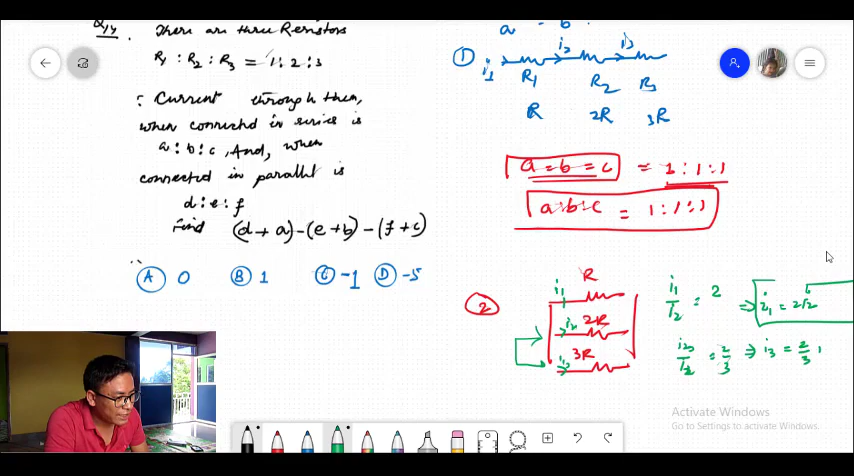 Q14. There are three Resistors
R1 : R2 : R3 = 1 : 2 : 3
∵ Current through them,
when connected in series is
a : b : c, And, when
connected in parallel is
d : e : f
Find (d + a) - (e + b) - (f + c)
(A) 0 (B) 1 (C) -1 (D) -5
a b
(1) i1 i2 i3
R1 R2 R3
R 2R 3R
a = b = c = 1 : 1 : 1
a : b : c = 1 : 1 : 1
(2) i1 R
i2 2R
i3 3R
i1/i2 = 2 ⇒ i1 = 2i2
i3/i2 = 2/3 ⇒ i3 = 2/3 i
Activate Windows
Go to Settings to activate Windows.